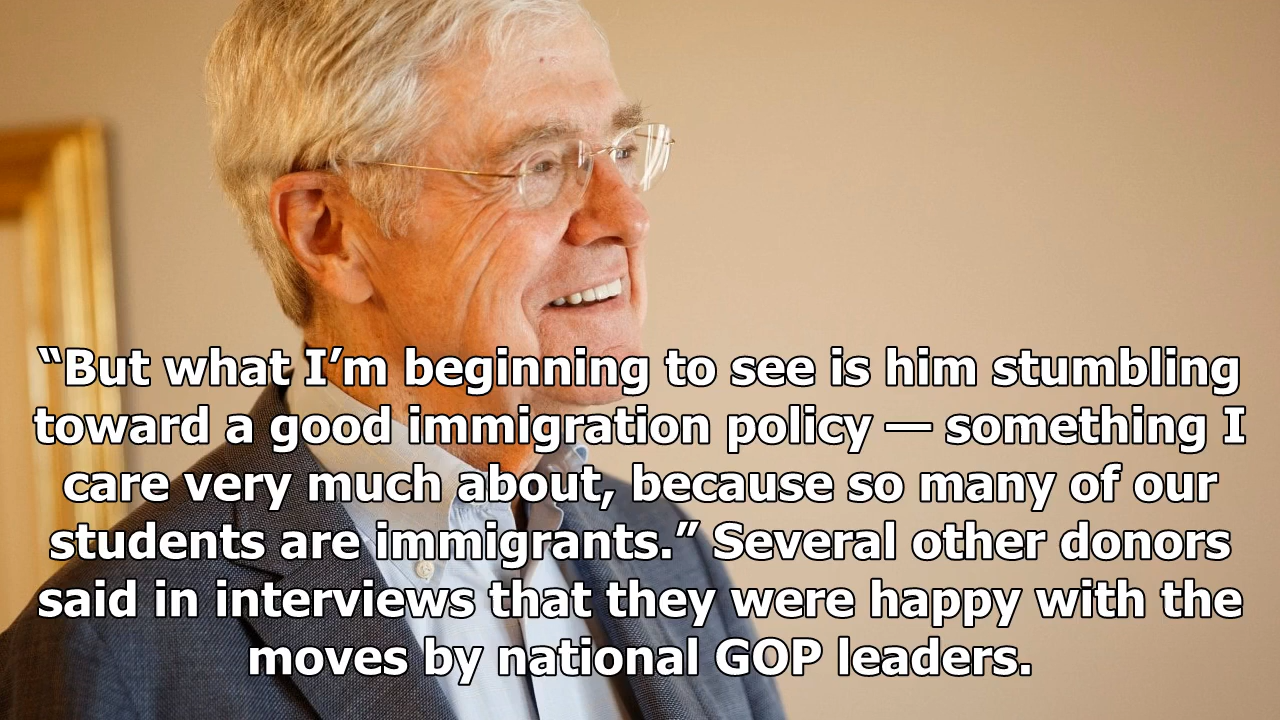 “But what I’m beginning to see is him stumbling
toward a good immigration policy — something I
care very much about, because so many of our
students are immigrants.” Several other donors
said in interviews that they were happy with the
moves by national GOP leaders.